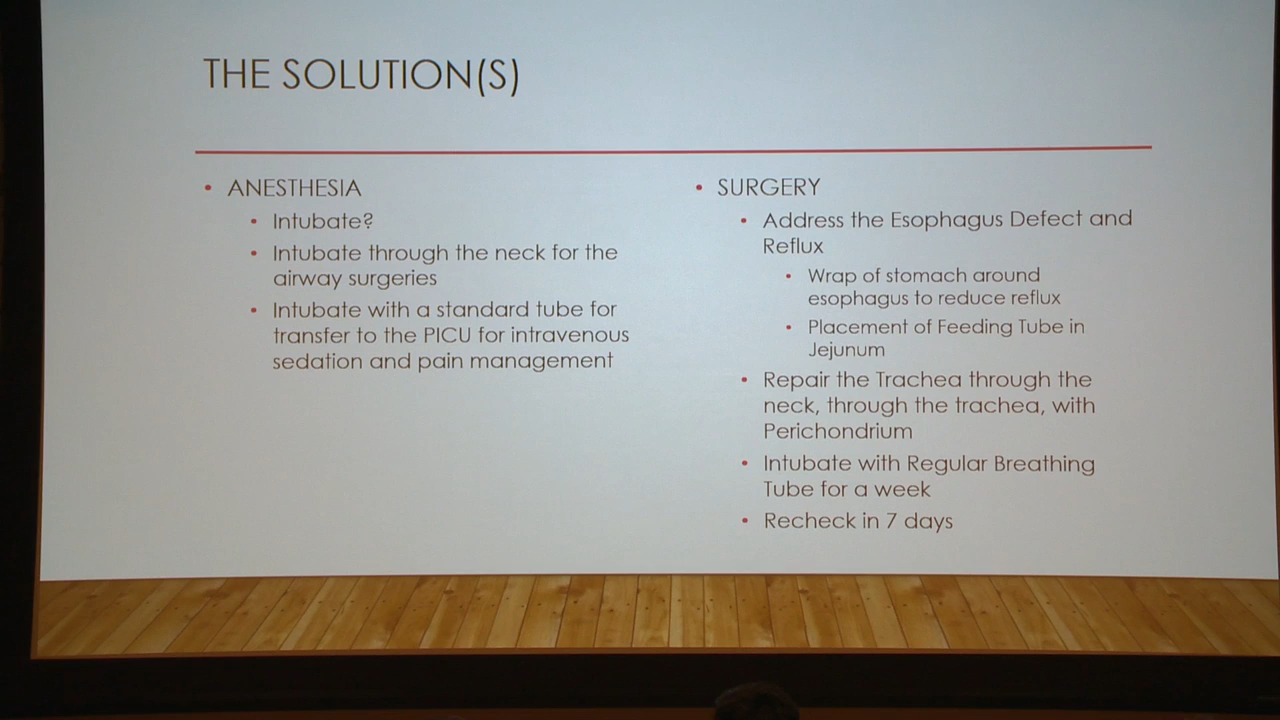 THE SOLUTION(S)
• ANESTHESIA
• Intubate?
• Intubate through the neck for the
airway surgeries
• Intubate with a standard tube for
transfer to the PICU for intravenous
sedation and pain management
• SURGERY
• Address the Esophagus Defect and
Reflux
• Wrap of stomach around
esophagus to reduce reflux
• Placement of Feeding Tube in
Jejunum
• Repair the Trachea through the
neck, through the trachea, with
Perichondrium
• Intubate with Regular Breathing
Tube for a week
• Recheck in 7 days